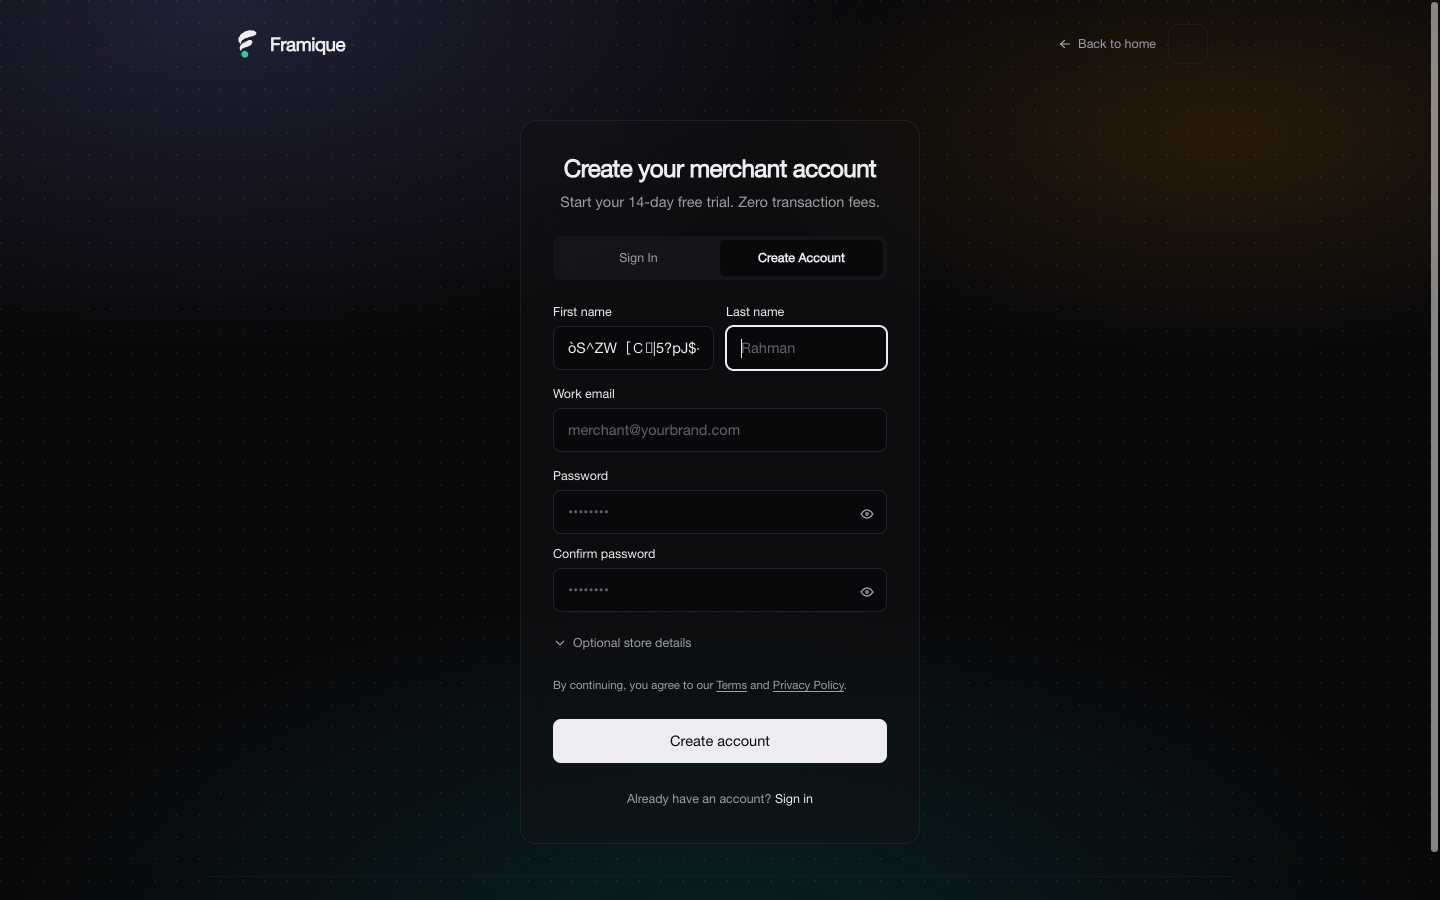 Framique
Back to home
Create your merchant account
Start your 14-day free trial. Zero transaction fees.
Sign In
Create Account
First name
Last name
Rahman
Work email
merchant@yourbrand.com
Password
••••••••
Confirm password
••••••••
Optional store details
By continuing, you agree to our Terms and Privacy Policy.
Create account
Already have an account? Sign in